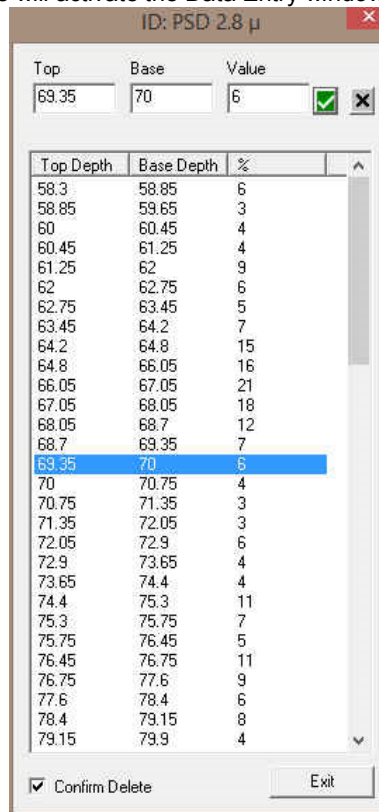 will activate the Data Entry
ID: PSD 2.8 µ
Top Base Value
69.35 70 6
Top Depth Base Depth %
58.3 58.85 6
58.85 59.65 3
60 60.45 4
60.45 61.25 4
61.25 62 9
62 62.75 6
62.75 63.45 5
63.45 64.2 7
64.2 64.8 15
64.8 66.05 16
66.05 67.05 21
67.05 68.05 18
68.05 68.7 12
68.7 69.35 7
69.35 70 6
70 70.75 4
70.75 71.35 3
71.35 72.05 3
72.05 72.9 6
72.9 73.65 4
73.65 74.4 4
74.4 75.3 11
75.3 75.75 7
75.75 76.45 5
76.45 76.75 11
76.75 77.6 9
77.6 78.4 6
78.4 79.15 8
79.15 79.9 4
Confirm Delete Exit